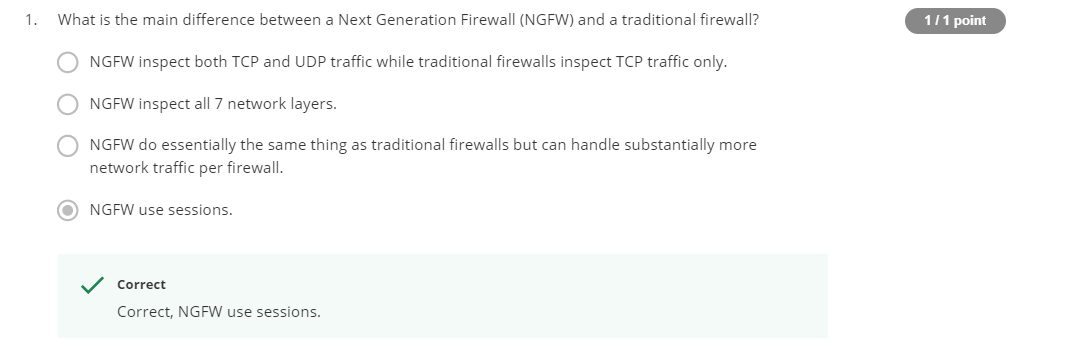 1. What is the main difference between a Next Generation Firewall (NGFW) and a traditional firewall?
1 / 1 point
NGFW inspect both TCP and UDP traffic while traditional firewalls inspect TCP traffic only.
NGFW inspect all 7 network layers.
NGFW do essentially the same thing as traditional firewalls but can handle substantially more
network traffic per firewall.
NGFW use sessions.
Correct
Correct, NGFW use sessions.